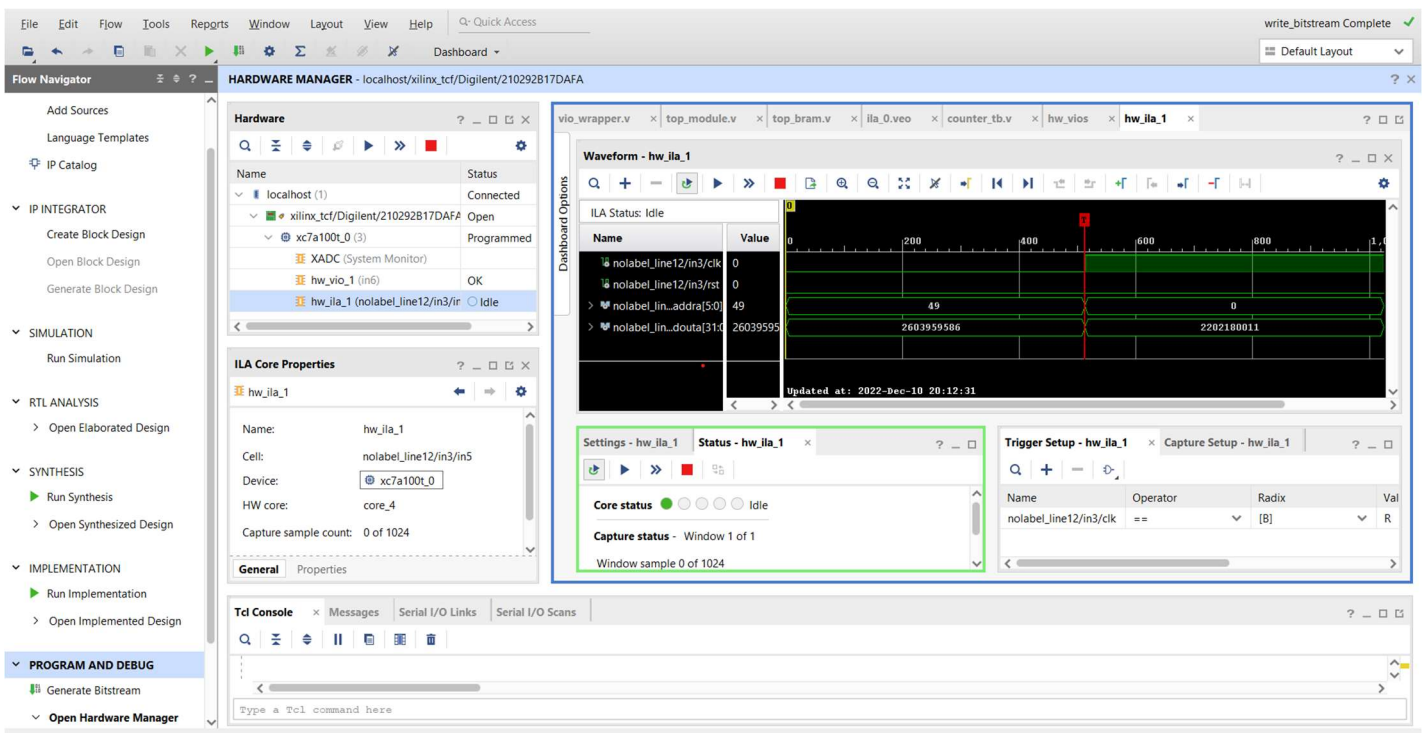 File Edit Flow Tools Reports Window Layout View Help Q- Quick Access write_bitstream Complete
Dashboard Default Layout
Flow Navigator
HARDWARE MANAGER - localhost/xilinx_tcf/Digilent/210292B17DAFA
Add Sources
Language Templates
IP Catalog
IP INTEGRATOR
Create Block Design
Open Block Design
Generate Block Design
SIMULATION
Run Simulation
RTL ANALYSIS
Open Elaborated Design
SYNTHESIS
Run Synthesis
Open Synthesized Design
IMPLEMENTATION
Run Implementation
Open Implemented Design
PROGRAM AND DEBUG
Generate Bitstream
Open Hardware Manager
Hardware
Name Status
localhost (1) Connected
xilinx_tcf/Digilent/210292B17DAFA Open
xc7a100t_0 (3) Programmed
XADC (System Monitor)
hw_vio_1 (in6) OK
hw_ila_1 (nolabel_line12/in3/ir Idle
ILA Core Properties
hw_ila_1
Name: hw_ila_1
Cell: nolabel_line12/in3/in5
Device: xc7a100t_0
HW core: core_4
Capture sample count: 0 of 1024
General Properties
vio_wrapper.v top_module.v top_bram.v ila_0.veo counter_tb.v hw_vios hw_ila_1
Dashboard Options
Waveform - hw_ila_1
ILA Status: Idle
Name Value
nolabel_line12/in3/clk 0
nolabel_line12/in3/rst 0
nolabel_lin...addra[5:0] 49
nolabel_lin...douta[31:0 26039595
0
T
0 200 400 600 800 1,0
49 0
2603959586 2202180011
Updated at: 2022-Dec-10 20:12:31
Settings - hw_ila_1 Status - hw_ila_1
Core status Idle
Capture status - Window 1 of 1
Window sample 0 of 1024
Trigger Setup - hw_ila_1 Capture Setup - hw_ila_1
Name Operator Radix Val
nolabel_line12/in3/clk == [B] R
Tcl Console Messages Serial I/O Links Serial I/O Scans
Type a Tcl command here